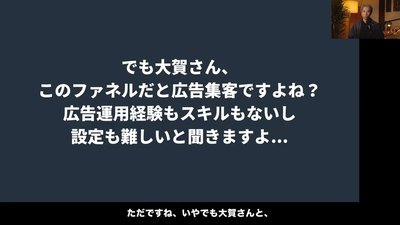 でも大賀さん、
このファネルだと広告集客ですよね？
広告運用経験もスキルもないし
設定も難しいと聞きますよ...
ただですね、いやでも大賀さんと、